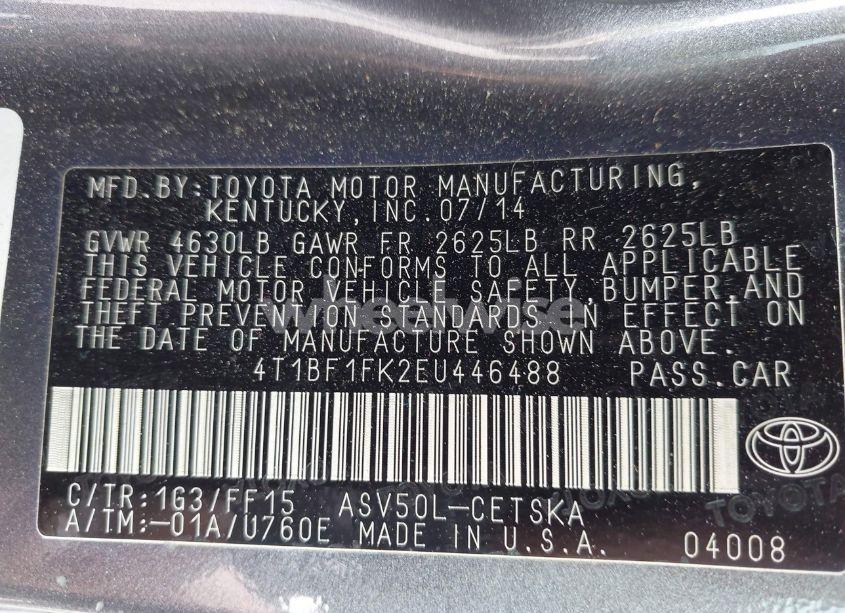 MFD.BY:TOYOTA MOTOR MANUFACTURING,
KENTUCKY,INC.07/14
GVWR 4630LB GAWR FR 2625LB RR 2625LB
THIS VEHICLE CONFORMS TO ALL APPLICABLE
FEDERAL MOTOR VEHICLE SAFETY,BUMPER,AND
THEFT PREVENTION STANDARDS IN EFFECT ON
THE DATE OF MANUFACTURE SHOWN ABOVE.
wheelwise
4T1BF1FK2EU446488 PASS.CAR
C/TR:1G3/FF15 ASV50L-CETSKA
A/TM:-01A/U760E MADE IN U.S.A. 04008
TOYOTA